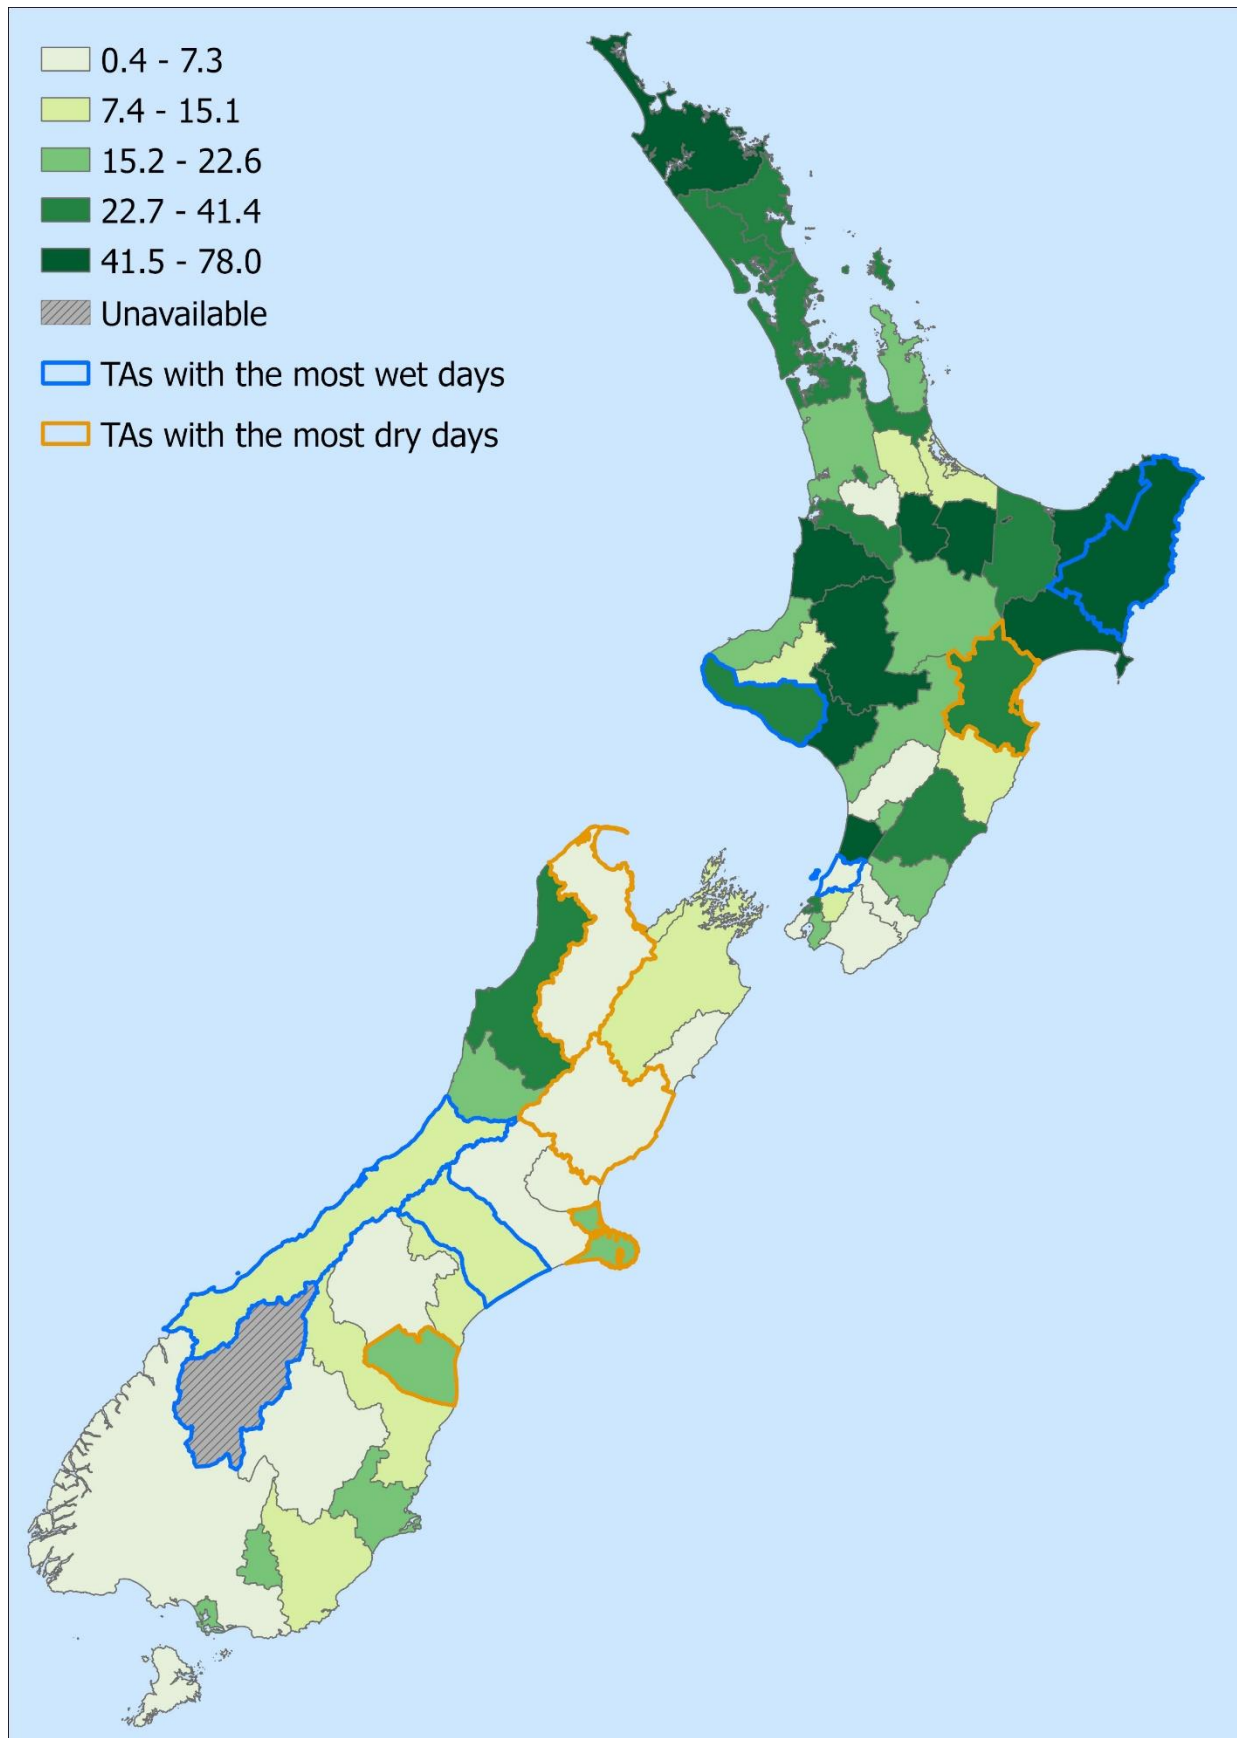 0.4 - 7.3
7.4 - 15.1
15.2 - 22.6
22.7 - 41.4
41.5 - 78.0
Unavailable
TAs with the most wet days
TAs with the most dry days